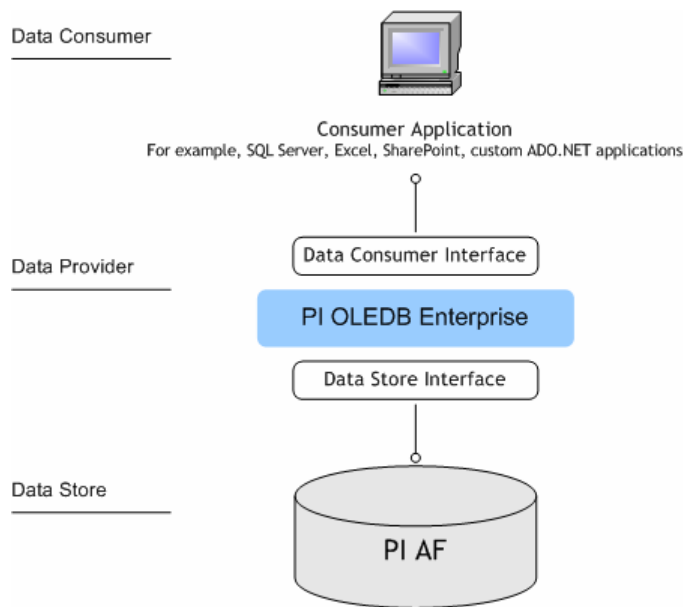 Data Consumer
Consumer Application
For example, SQL Server, Excel, SharePoint, custom ADO.NET applications
Data Consumer Interface
Data Provider
PI OLEDB Enterprise
Data Store Interface
Data Store
PI AF